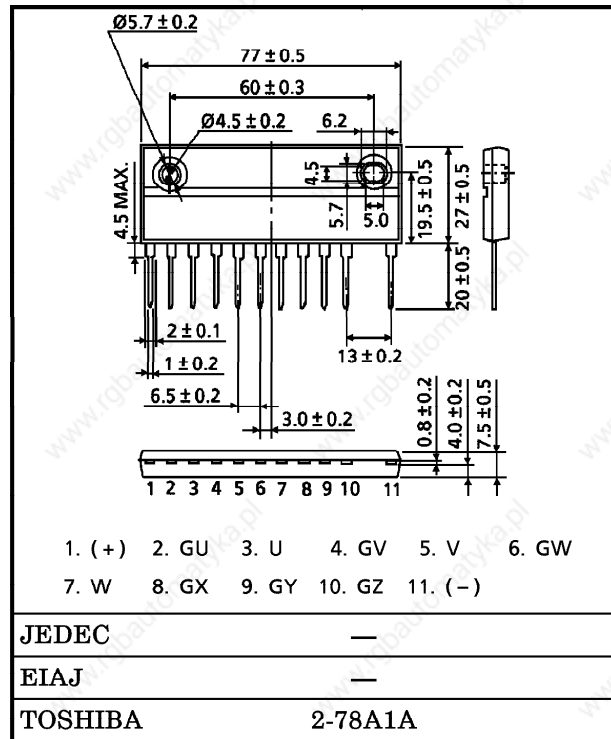 Ø5.7 ± 0.2
77 ± 0.5
60 ± 0.3
Ø4.5 ± 0.2
6.2
4.5
5.7
5.0
4.5 MAX.
19.5 ± 0.5
27 ± 0.5
20 ± 0.5
2 ± 0.1
1 ± 0.2
13 ± 0.2
6.5 ± 0.2
3.0 ± 0.2
0.8 ± 0.2
4.0 ± 0.2
7.5 ± 0.5
1 2 3 4 5 6 7 8 9 10 11
1. (+) 2. GU 3. U 4. GV 5. V 6. GW
7. W 8. GX 9. GY 10. GZ 11. (−)
JEDEC —
EIAJ —
TOSHIBA 2-78A1A
www.rgbautomatyka.pl